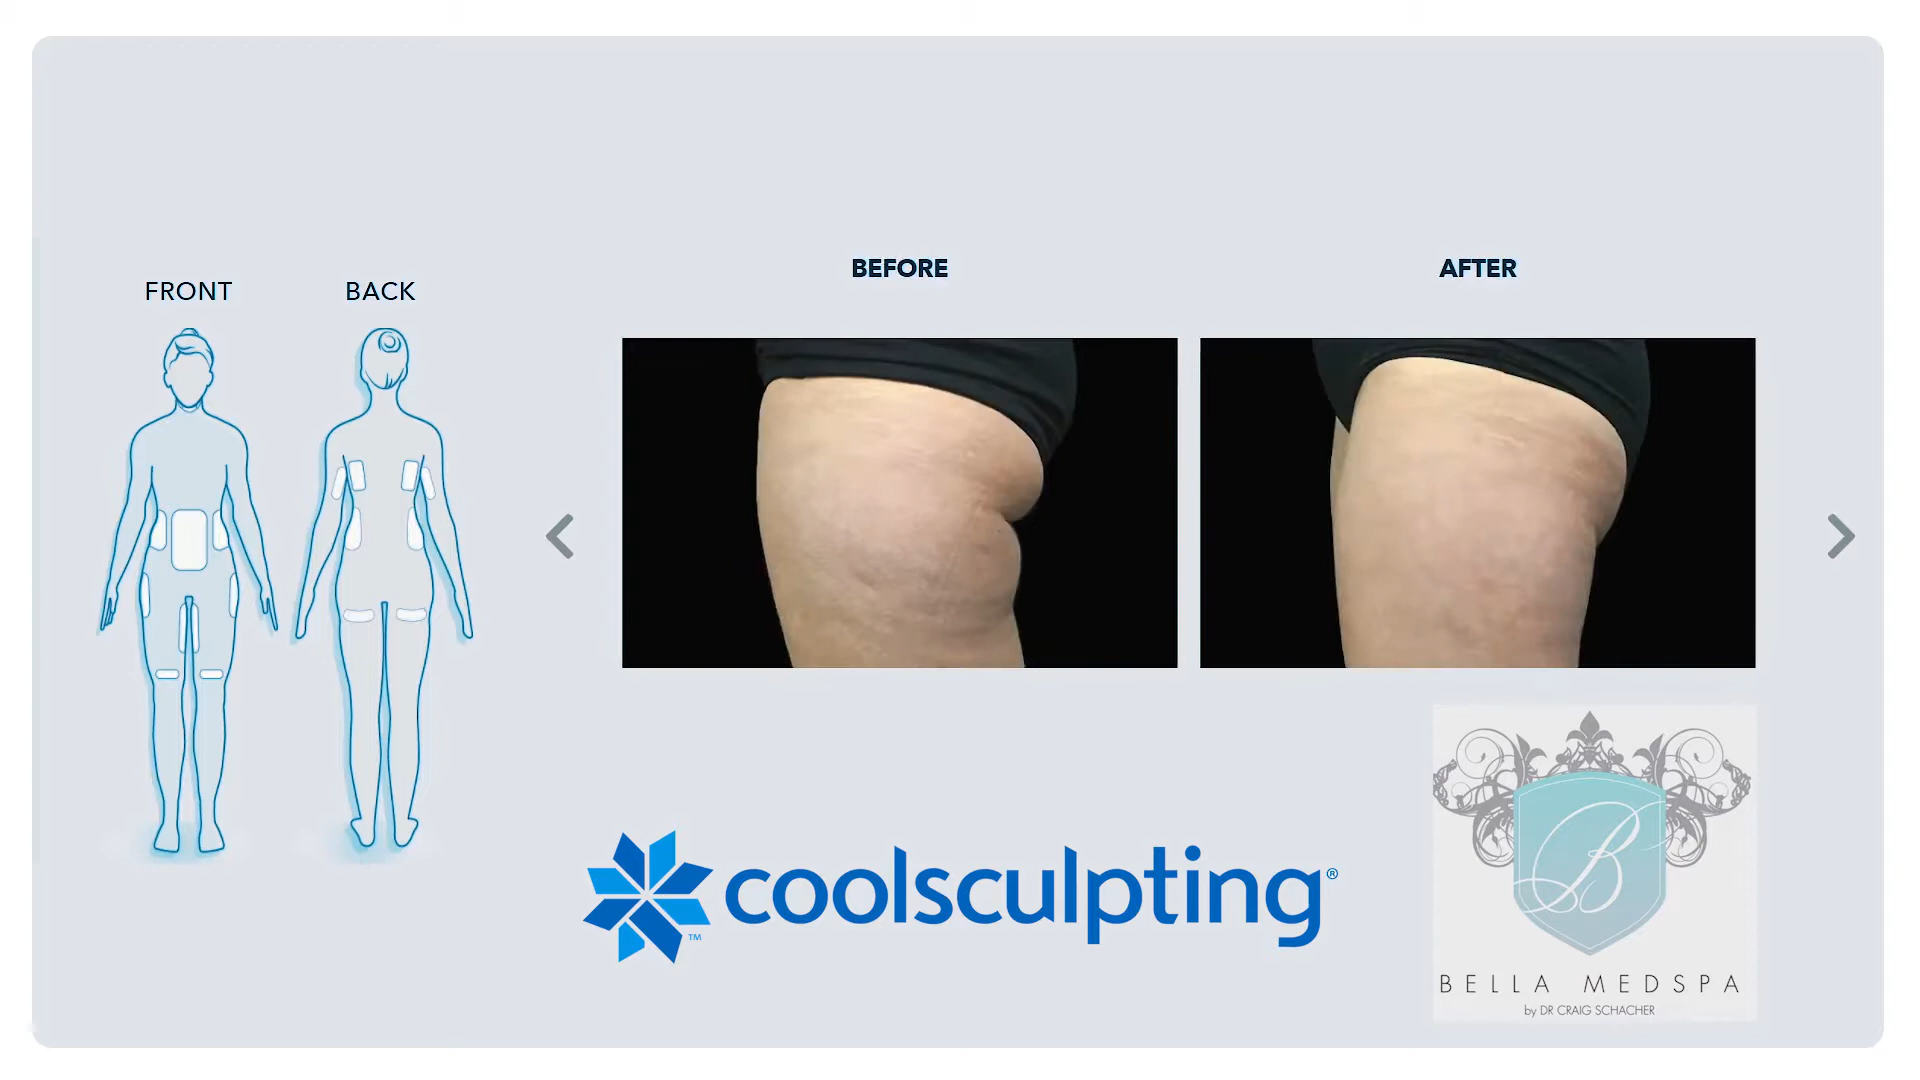 FRONT
BACK
BEFORE
AFTER
coolsculpting®
™
B
BELLA MEDSPA
by DR CRAIG SCHACHER